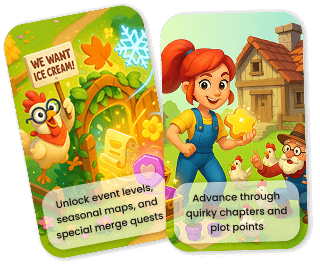 WE WANT
ICE CREAM!
Unlock event levels,
seasonal maps, and
special merge quests
Advance through
quirky chapters and
plot points